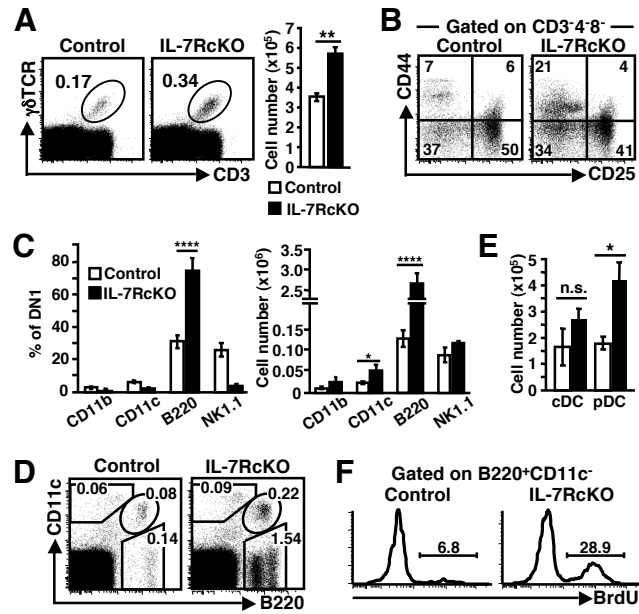 A
Control
IL-7RcKO
γδTCR
0.17
0.34
CD3
Cell number (x10⁵)
7
6
5
4
3
2
1
0
**
Control
IL-7RcKO
B
Gated on CD3⁻4⁻8⁻
Control
IL-7RcKO
CD44
7
6
21
4
37
50
34
41
CD25
C
% of DN1
80
60
40
20
0
****
Control
IL-7RcKO
CD11b
CD11c
B220
NK1.1
Cell number (x10⁶)
3.5
3.0
2.5
0.15
0.10
0.05
0
*
****
CD11b
CD11c
B220
NK1.1
E
Cell number (x10⁵)
5
4
3
2
1
0
n.s.
*
cDC
pDC
D
Control
IL-7RcKO
CD11c
0.06
0.08
0.14
0.09
0.22
1.54
B220
F
Gated on B220⁺CD11c⁻
Control
IL-7RcKO
6.8
28.9
BrdU